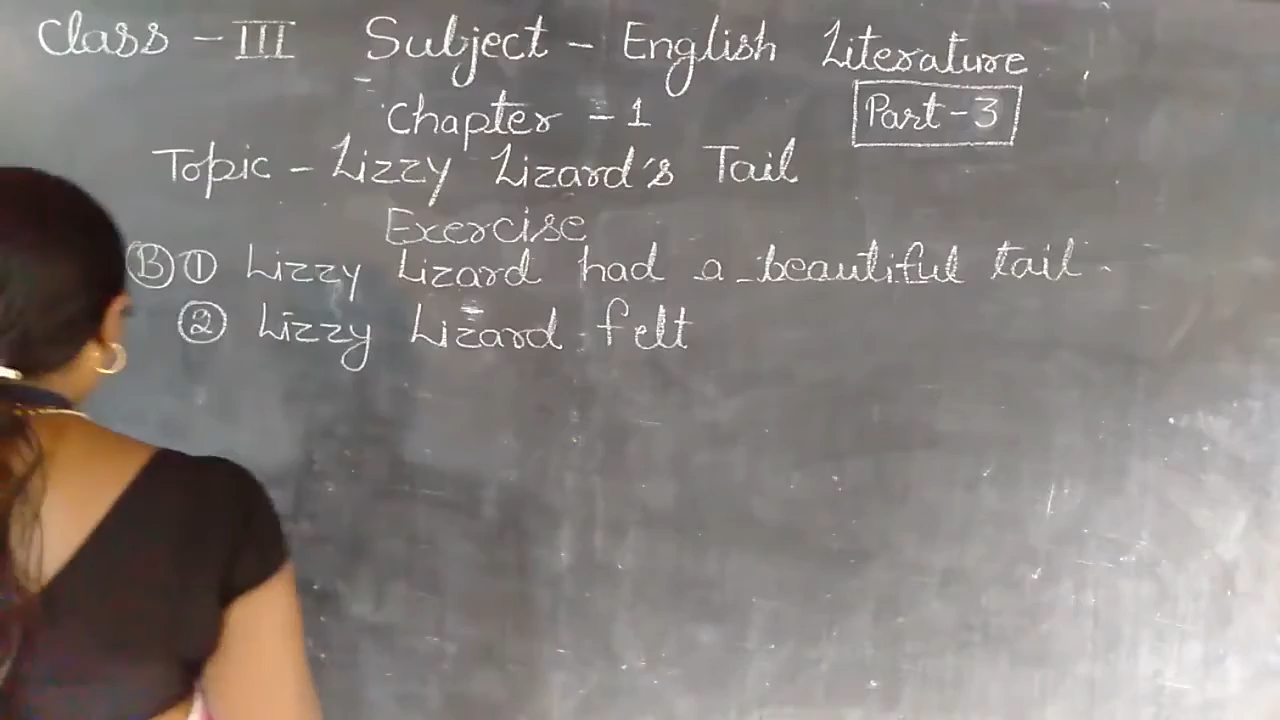 Class - III Subject - English Literature
Chapter - 1 Part-3
Topic - Lizzy Lizard's Tail
Exercise
B 1 Lizzy Lizard had a beautiful tail.
2 Lizzy Lizard felt